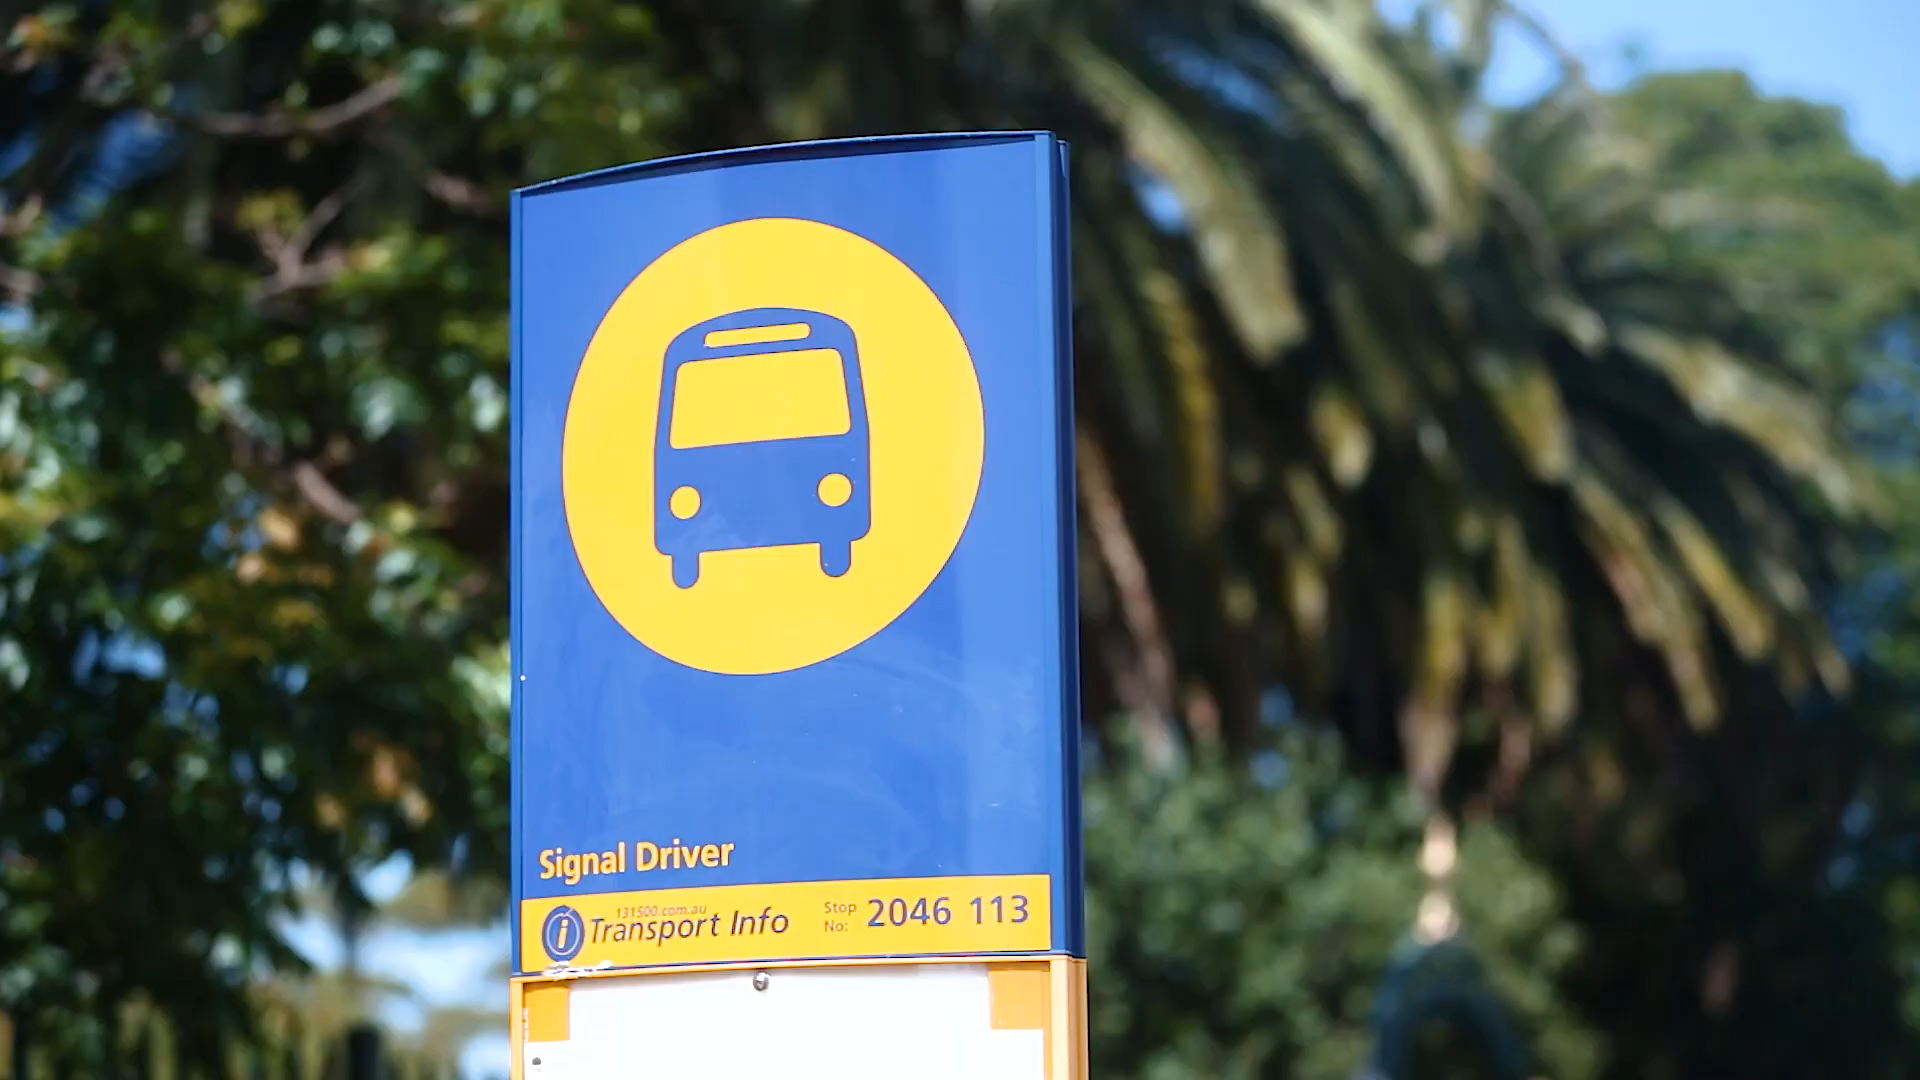 Signal Driver
131500.com.au
i Transport Info
Stop No: 2046 113